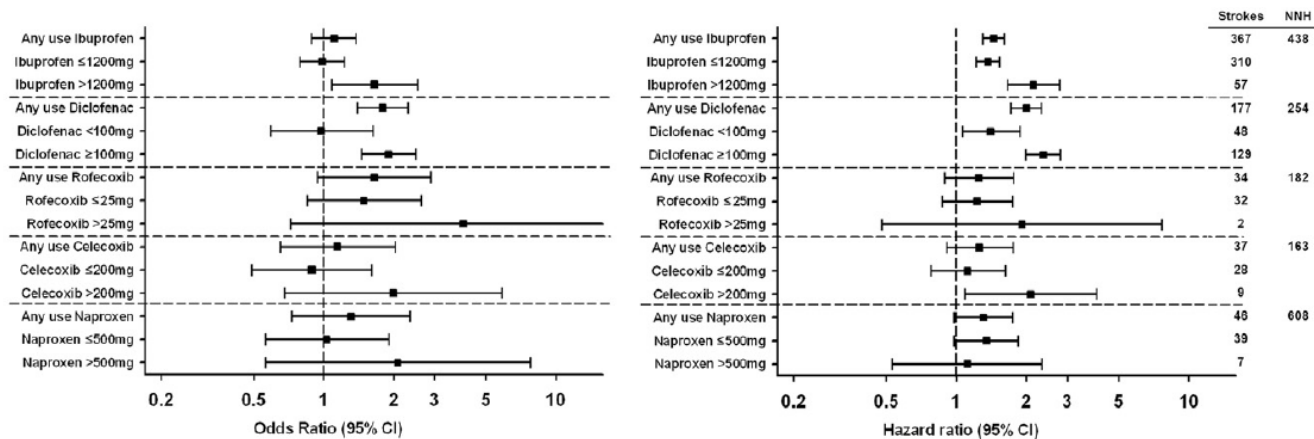 Any use Ibuprofen
Ibuprofen ≤1200mg
Ibuprofen >1200mg
Any use Diclofenac
Diclofenac <100mg
Diclofenac ≥100mg
Any use Rofecoxib
Rofecoxib ≤25mg
Rofecoxib >25mg
Any use Celecoxib
Celecoxib ≤200mg
Celecoxib >200mg
Any use Naproxen
Naproxen ≤500mg
Naproxen >500mg
0.2 0.5 1 2 3 5 10
Odds Ratio (95% CI)
Strokes NNH
Any use Ibuprofen 367 438
Ibuprofen ≤1200mg 310
Ibuprofen >1200mg 57
Any use Diclofenac 177 254
Diclofenac <100mg 48
Diclofenac ≥100mg 129
Any use Rofecoxib 34 182
Rofecoxib ≤25mg 32
Rofecoxib >25mg 2
Any use Celecoxib 37 163
Celecoxib ≤200mg 28
Celecoxib >200mg 9
Any use Naproxen 46 608
Naproxen ≤500mg 39
Naproxen >500mg 7
0.2 0.5 1 2 3 5 10
Hazard ratio (95% CI)